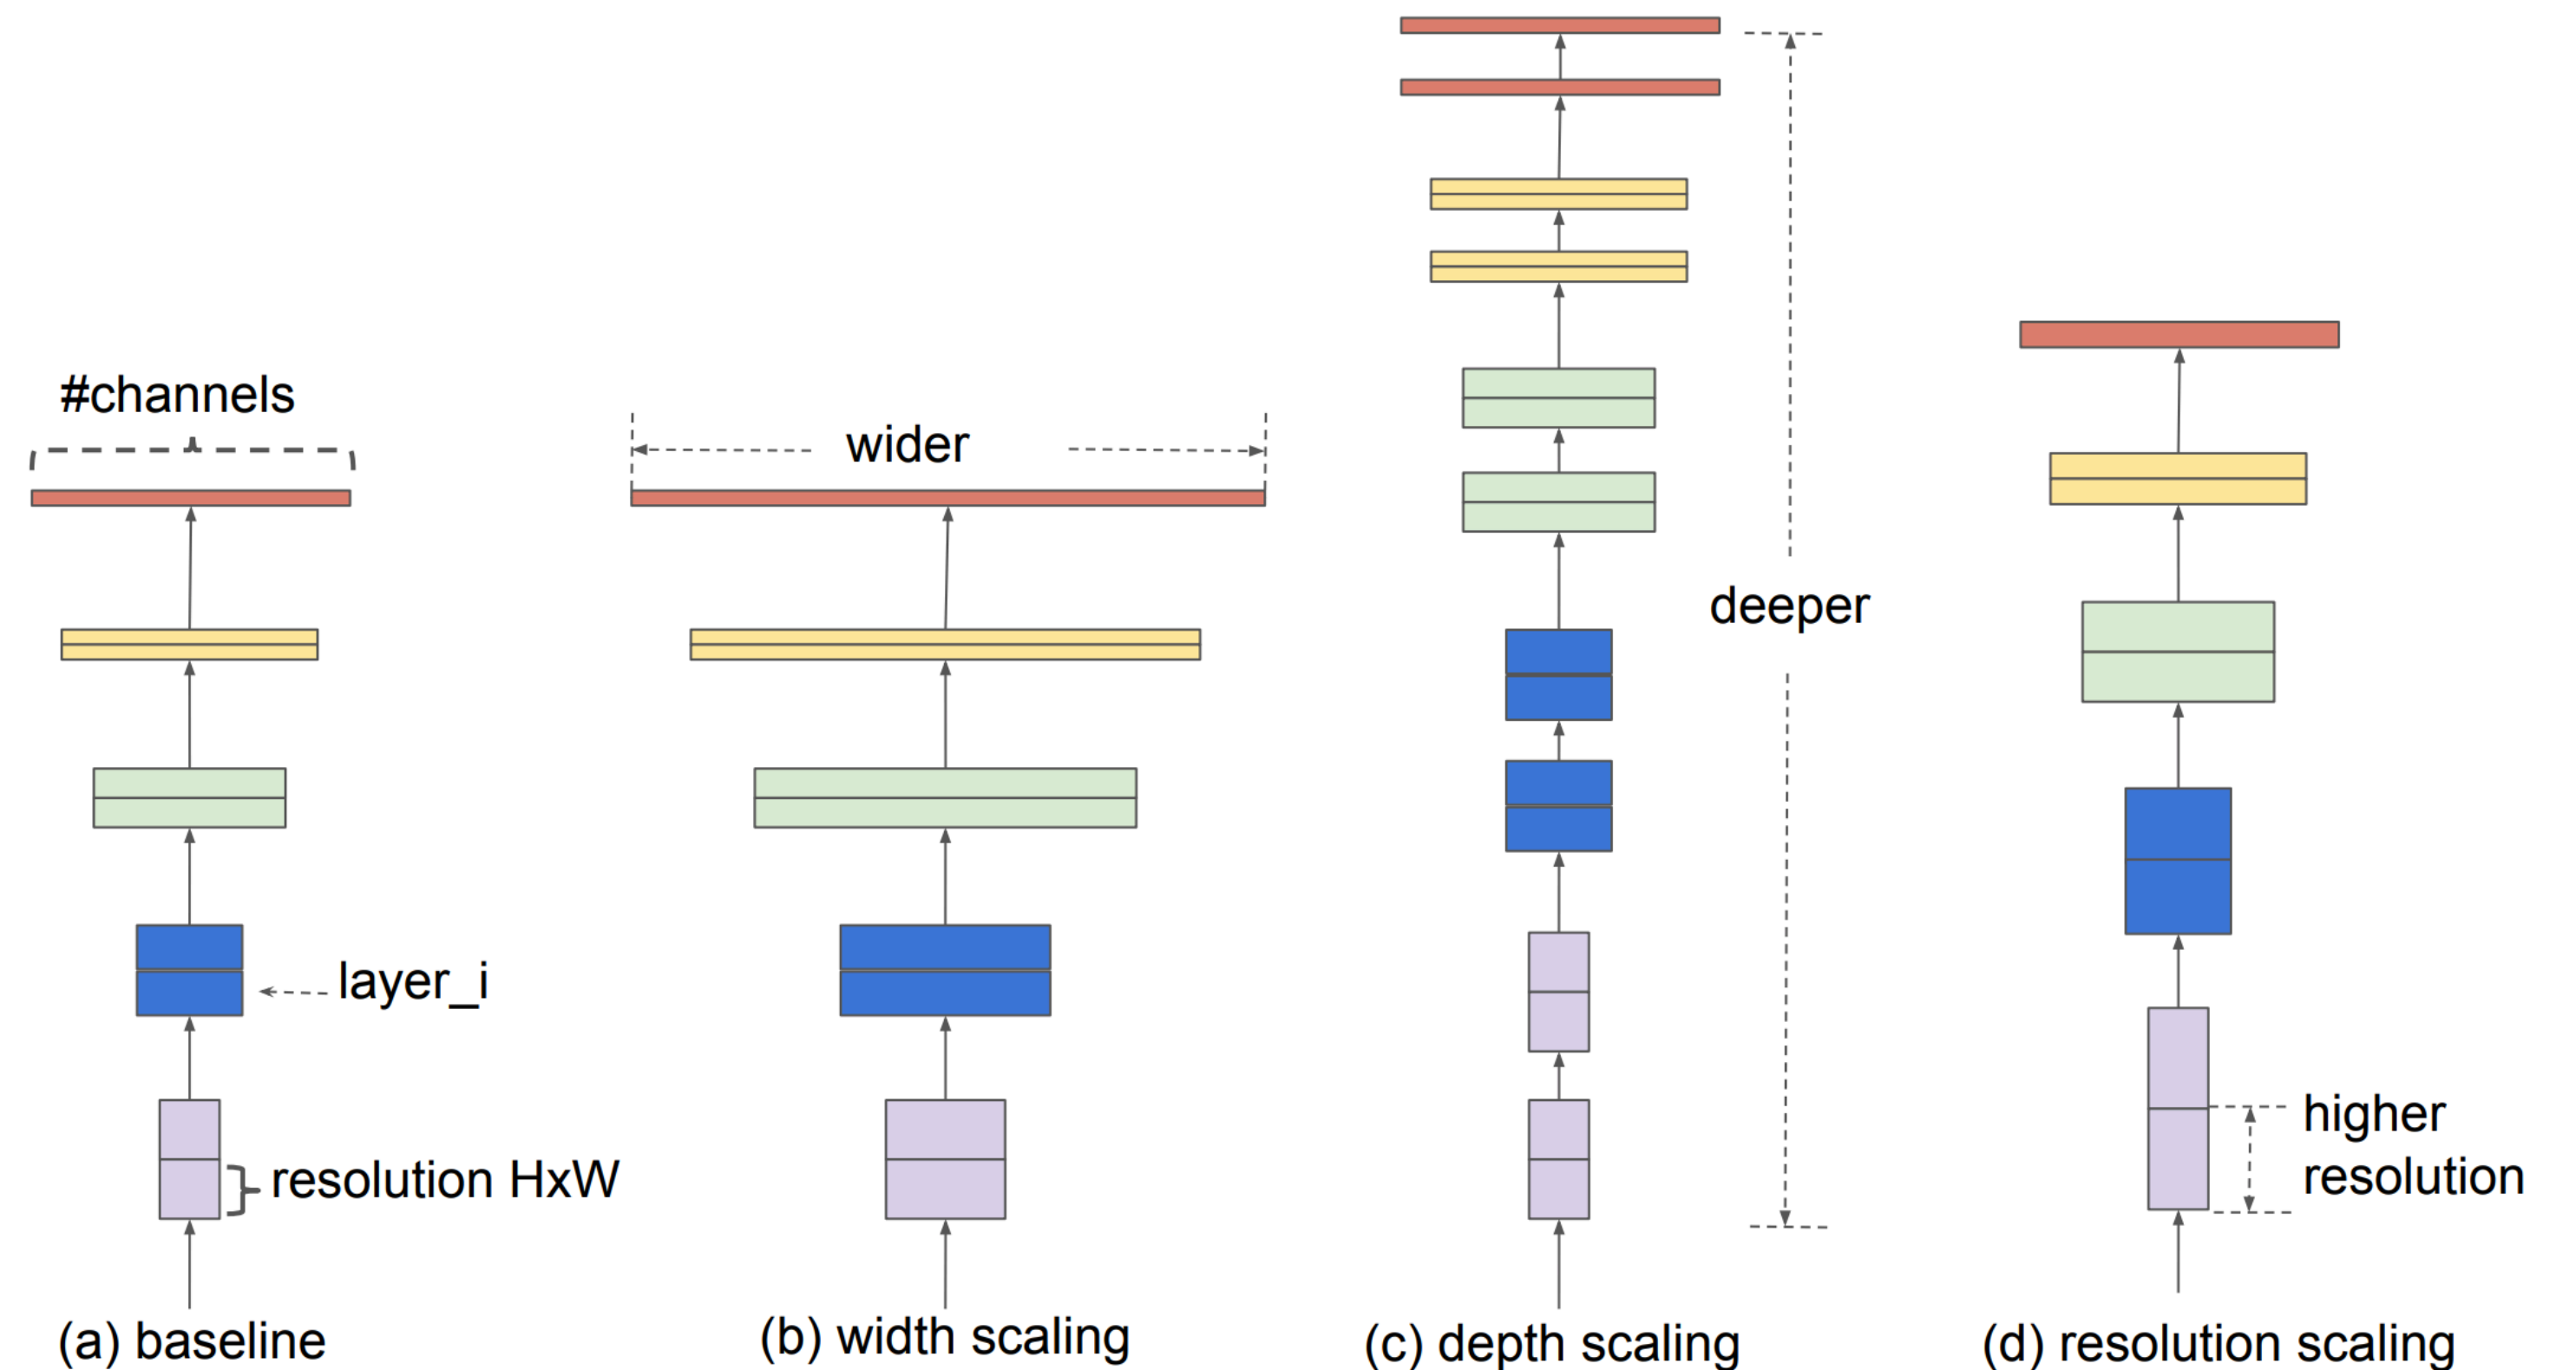 #channels
wider
deeper
layer_i
resolution HxW
higher
resolution
(a) baseline
(b) width scaling
(c) depth scaling
(d) resolution scaling